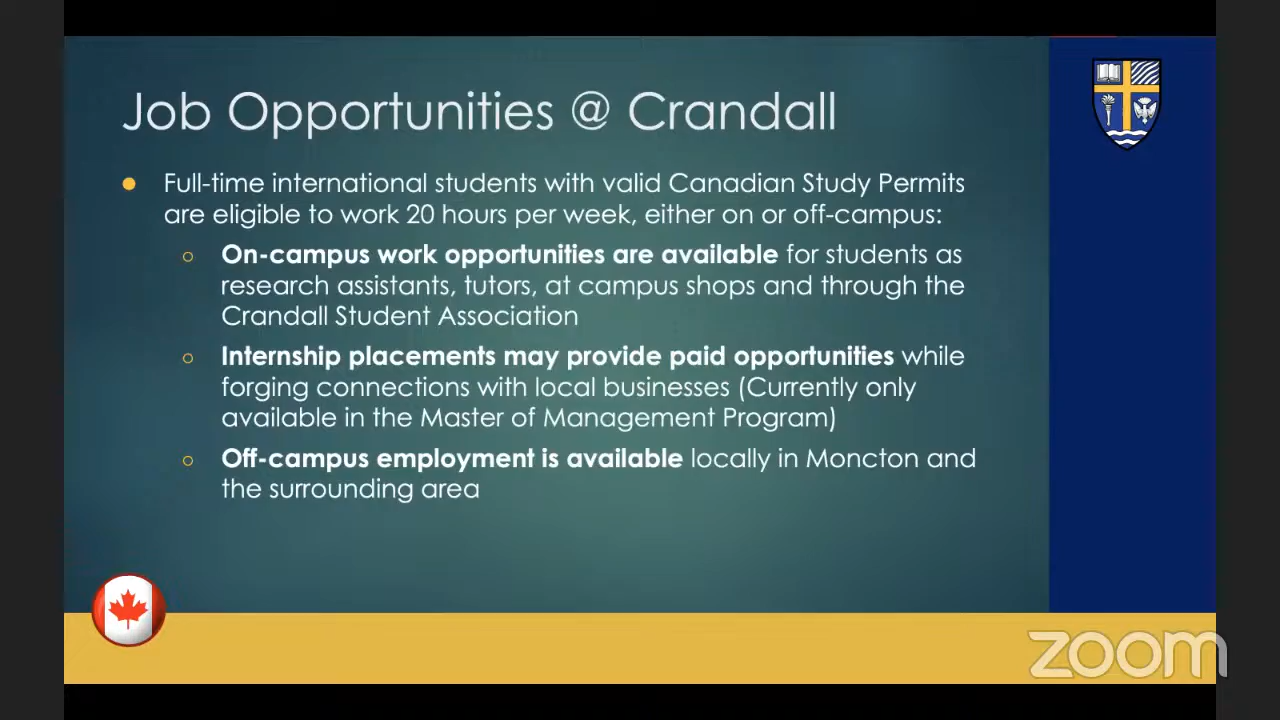 Job Opportunities @ Crandall
Full-time international students with valid Canadian Study Permits
are eligible to work 20 hours per week, either on or off-campus:
On-campus work opportunities are available for students as
research assistants, tutors, at campus shops and through the
Crandall Student Association
Internship placements may provide paid opportunities while
forging connections with local businesses (Currently only
available in the Master of Management Program)
Off-campus employment is available locally in Moncton and
the surrounding area
zoom